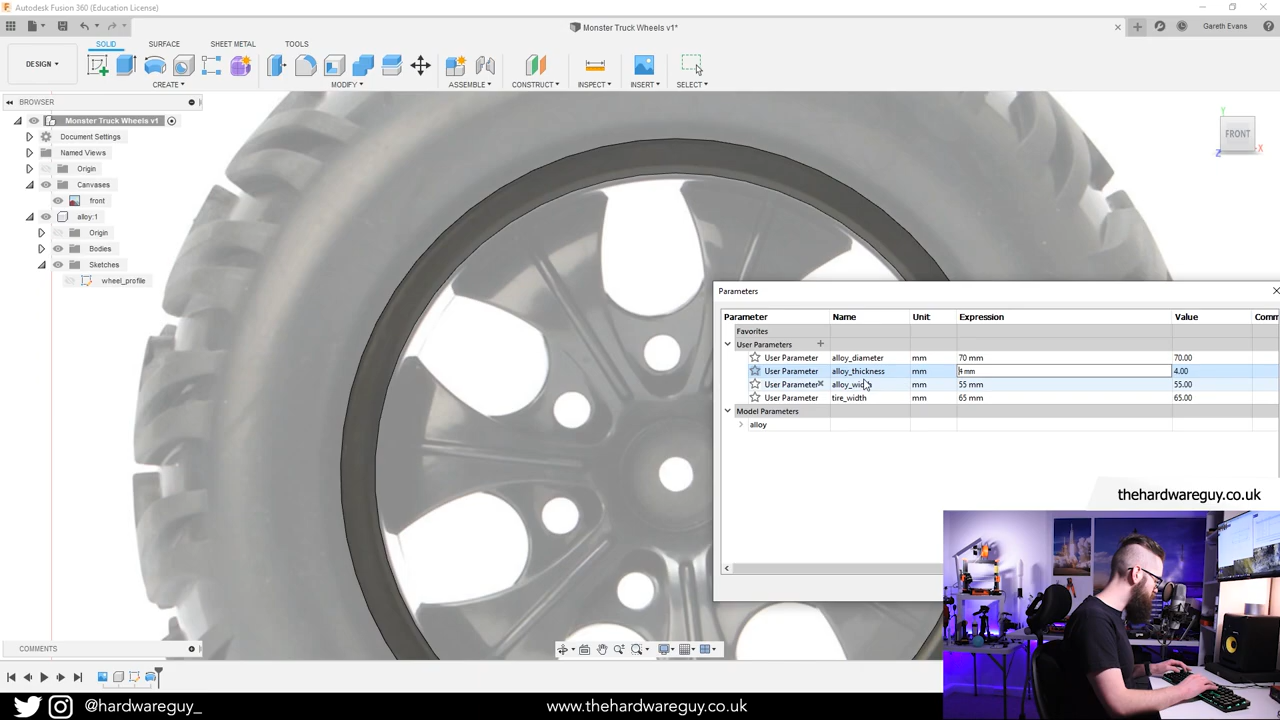 Autodesk Fusion 360 (Education License)
Monster Truck Wheels v1*
Gareth Evans
DESIGN
SOLID
SURFACE
SHEET METAL
TOOLS
CREATE
MODIFY
ASSEMBLE
CONSTRUCT
INSPECT
INSERT
SELECT
BROWSER
Monster Truck Wheels v1
Document Settings
Named Views
Origin
Canvases
front
alloy:1
Origin
Bodies
Sketches
wheel_profile
Y
FRONT
X
Z
Parameters
Parameter Name Unit Expression Value Comm
Favorites
User Parameters
User Parameter alloy_diameter mm 70 mm 70.00
User Parameter alloy_thickness mm 4 mm 4.00
User Parameter alloy_width mm 55 mm 55.00
User Parameter tire_width mm 65 mm 65.00
Model Parameters
alloy
thehardwareguy.co.uk
COMMENTS
@hardwareguy_
www.thehardwareguy.co.uk